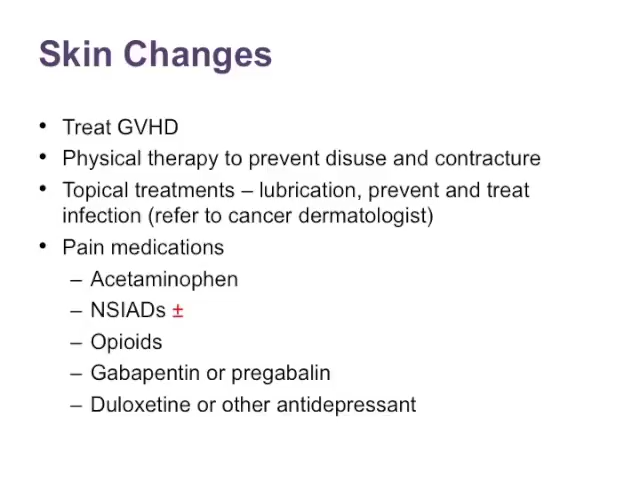 Skin Changes
• Treat GVHD
• Physical therapy to prevent disuse and contracture
• Topical treatments – lubrication, prevent and treat
infection (refer to cancer dermatologist)
• Pain medications
– Acetaminophen
– NSIADs ±
– Opioids
– Gabapentin or pregabalin
– Duloxetine or other antidepressant